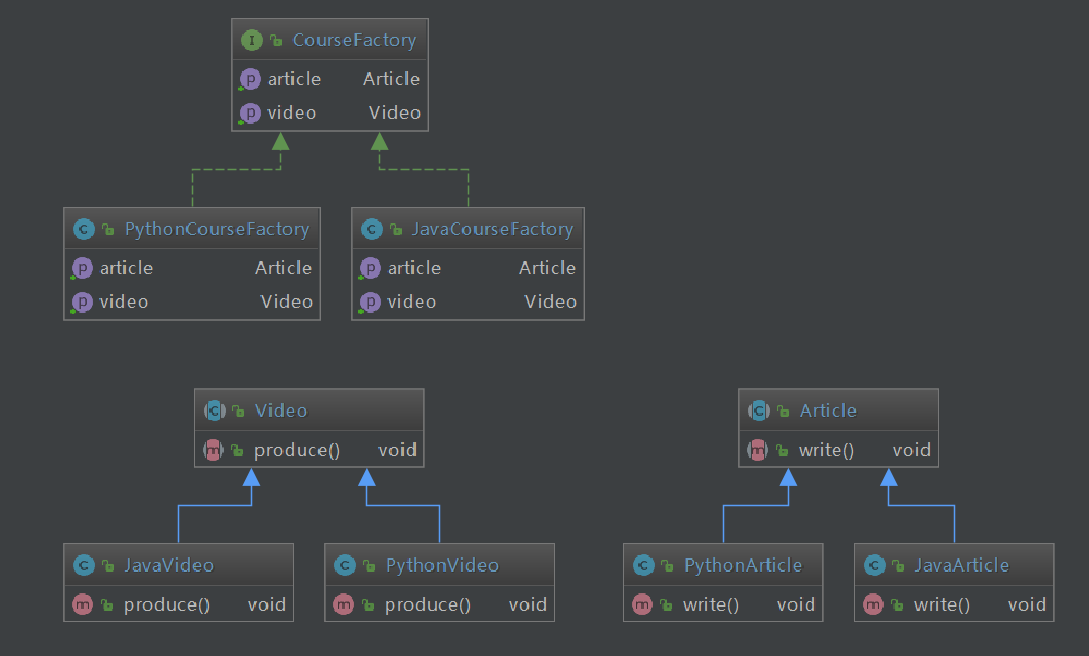 I CourseFactory
p article Article
p video Video
C PythonCourseFactory
p article Article
p video Video
C JavaCourseFactory
p article Article
p video Video
C Video
m produce() void
C Article
m write() void
C JavaVideo
m produce() void
C PythonVideo
m produce() void
C PythonArticle
m write() void
C JavaArticle
m write() void